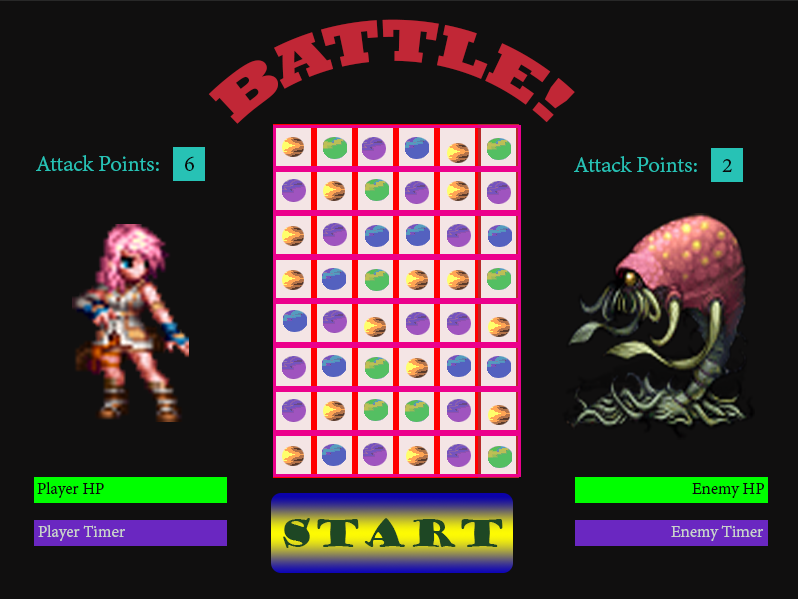 BATTLE!
Attack Points: 6
Attack Points: 2
Player HP
Enemy HP
Player Timer
Enemy Timer
START